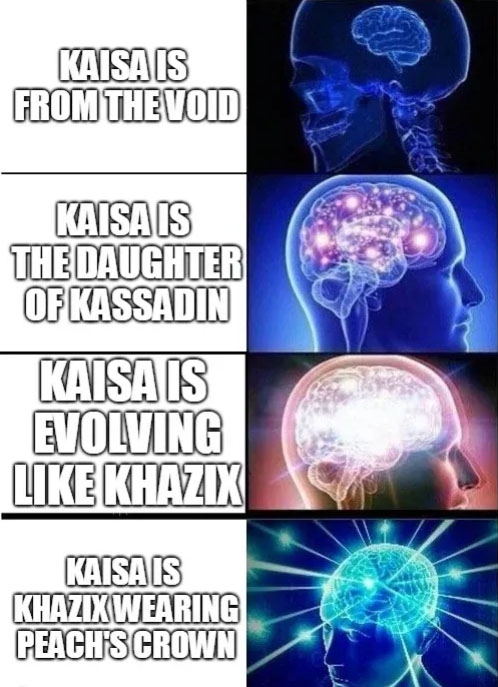 KAISA IS
FROM THE VOID
KAISA IS
THE DAUGHTER
OF KASSADIN
KAISA IS
EVOLVING
LIKE KHAZIX
KAISA IS
KHAZIX WEARING
PEACH'S CROWN